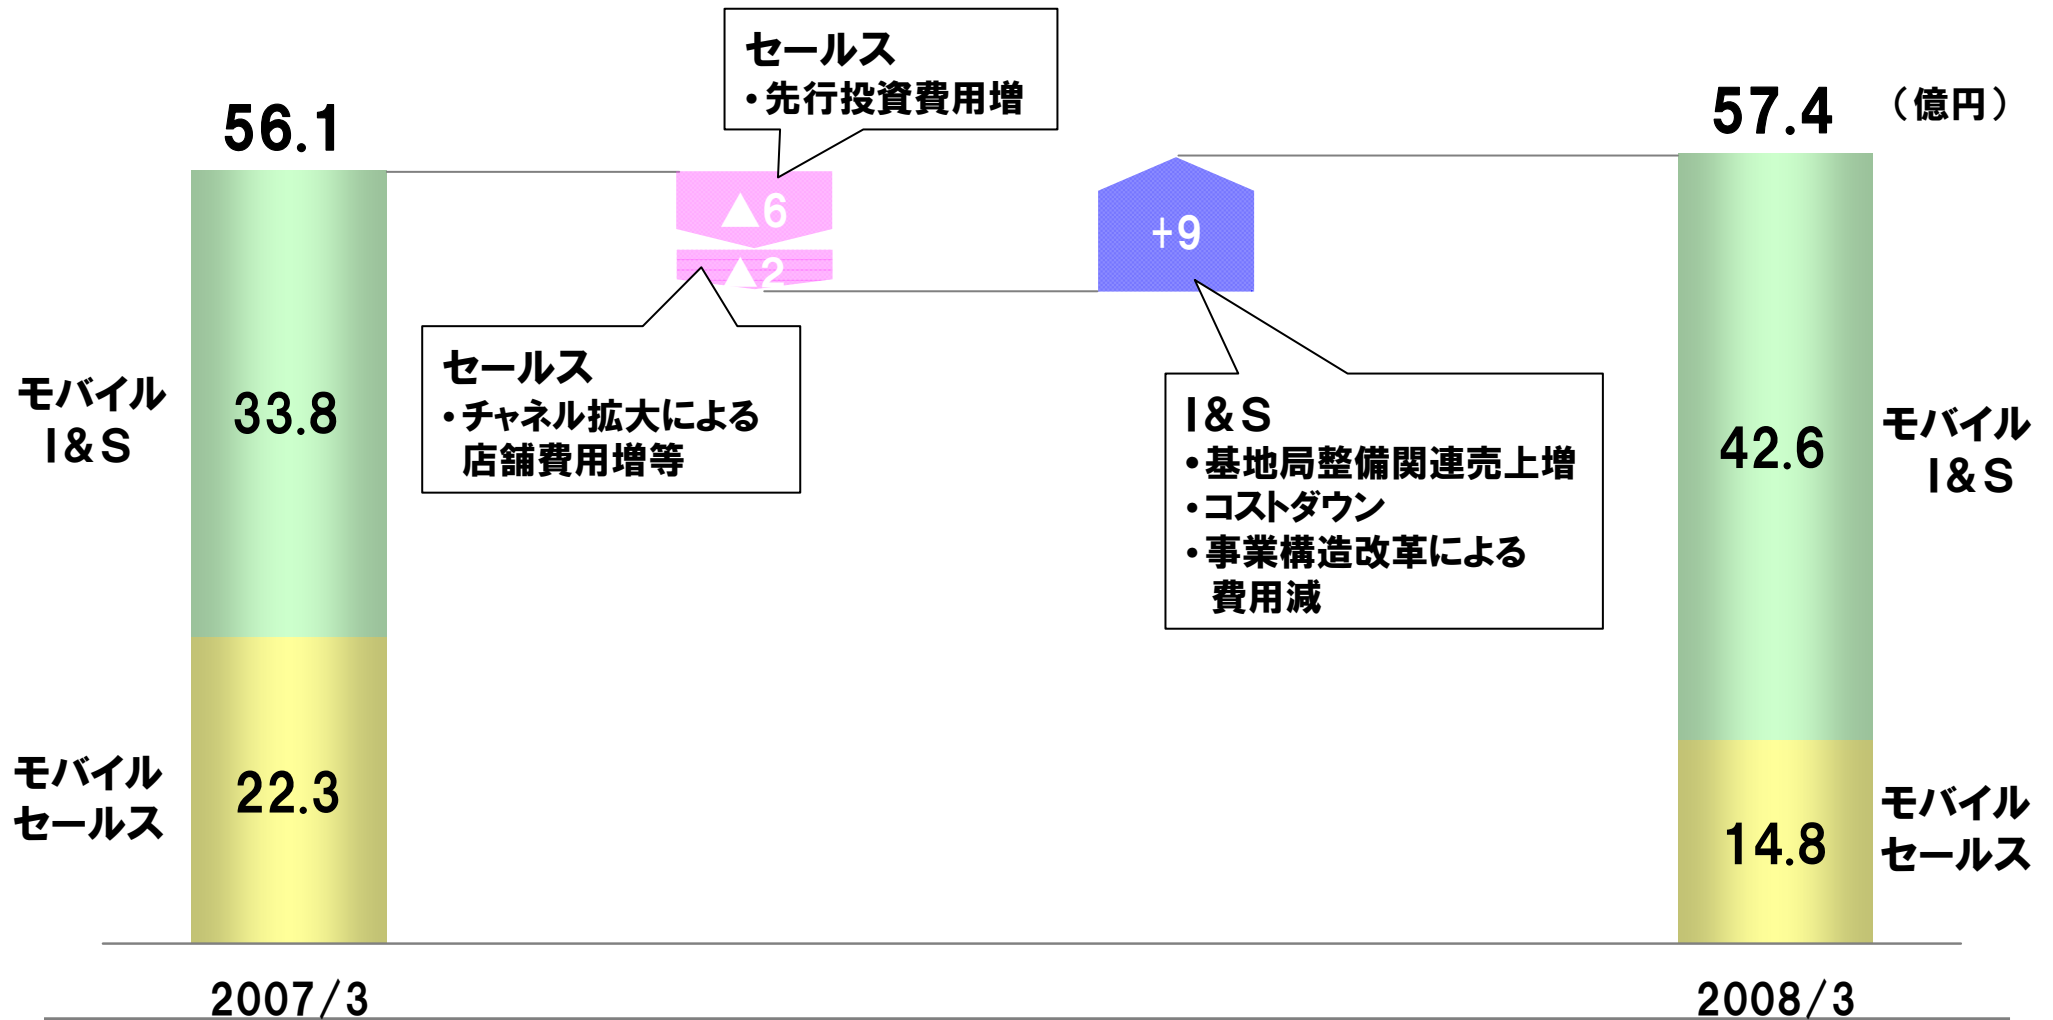 セールス
・先行投資費用増
56.1
57.4
（億円）
▲6
▲2
+9
セールス
・チャネル拡大による
店舗費用増等
I&S
・基地局整備関連売上増
・コストダウン
・事業構造改革による
費用減
モバイル
I&S
33.8
42.6
モバイル
I&S
モバイル
セールス
22.3
14.8
モバイル
セールス
2007/3
2008/3